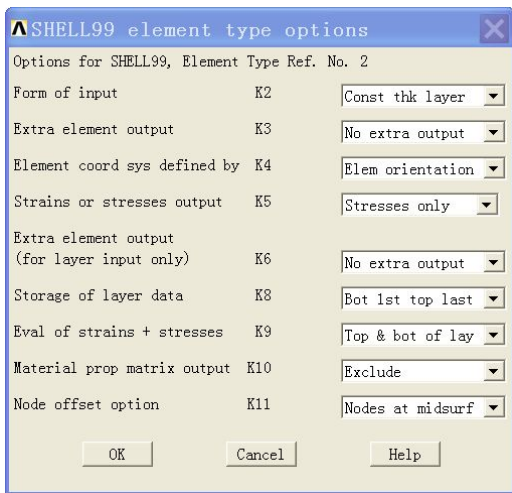 SHELL99 element type options
Options for SHELL99, Element Type Ref. No. 2
Form of input K2 Const thk layer
Extra element output K3 No extra output
Element coord sys defined by K4 Elem orientation
Strains or stresses output K5 Stresses only
Extra element output
(for layer input only) K6 No extra output
Storage of layer data K8 Bot 1st top last
Eval of strains + stresses K9 Top & bot of lay
Material prop matrix output K10 Exclude
Node offset option K11 Nodes at midsurf
OK Cancel Help